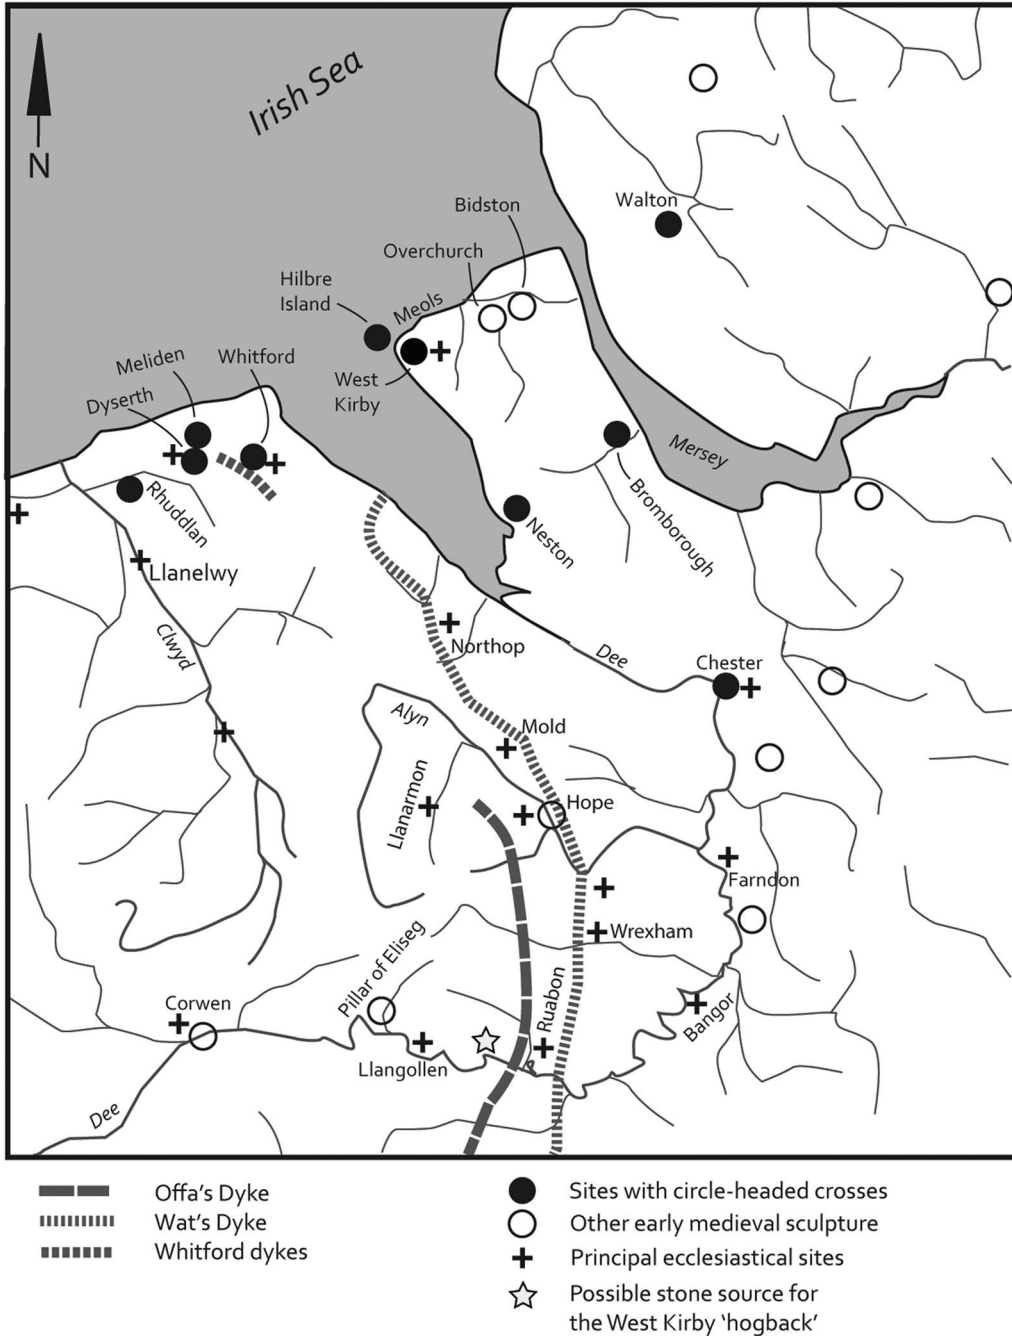 Irish Sea
N
Walton
Bidston
Overchurch
Hilbre
Island
Meols
Meliden
Whitford
West
Kirby
Dyserth
Mersey
Rhuddlan
Neston
Bromborough
Llanelwy
Clwyd
Northop
Dee
Chester
Alyn
Mold
Llanarmon
Hope
Farndon
Wrexham
Pillar of Eliseg
Ruabon
Corwen
Bangor
Llangollen
Dee
Offa's Dyke
Wat's Dyke
Whitford dykes
Sites with circle-headed crosses
Other early medieval sculpture
Principal ecclesiastical sites
Possible stone source for
the West Kirby 'hogback'